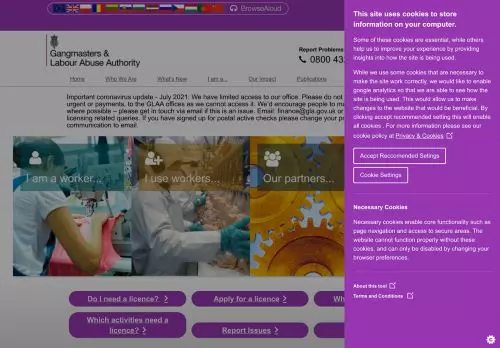 BrowseAloud
Gangmasters &
Labour Abuse Authority
Report Problems
0800 43
Home
Who We Are
What's New
I am a...
Our Impact
Publications
Important coronavirus update - July 2021: We have limited access to our office. Please do not
urgent or payments, to the GLAA offices as we cannot access it. We'd encourage people to ma
where possible – please get in touch via email if this is an issue. Email: finance@gla.gov.uk or
licensing related queries. If you have signed up for postal active checks please change your pr
communication to email.
I am a worker...
I use workers...
Our partners...
Do I need a licence?
Apply for a licence
Wh
Which activities need a
licence?
Report Issues
This site uses cookies to store
information on your computer.
Some of these cookies are essential, while others
help us to improve your experience by providing
insights into how the site is being used.
While we use some cookies that are necessary to
make the site work correctly, we would like to enable
google analytics so that we are able to see how the
site is being used. This would allow us to make
changes to the website that would be beneficial. By
clicking accept recommended setting this will enable
all cookies . For more information please see our
cookie policy at Privacy & Cookies
Accept Reccomended Settings
Cookie Settings
Necessary Cookies
Necessary cookies enable core functionality such as
page navigation and access to secure areas. The
website cannot function properly without these
cookies, and can only be disabled by changing your
browser preferences.
About this tool
Terms and Conditions